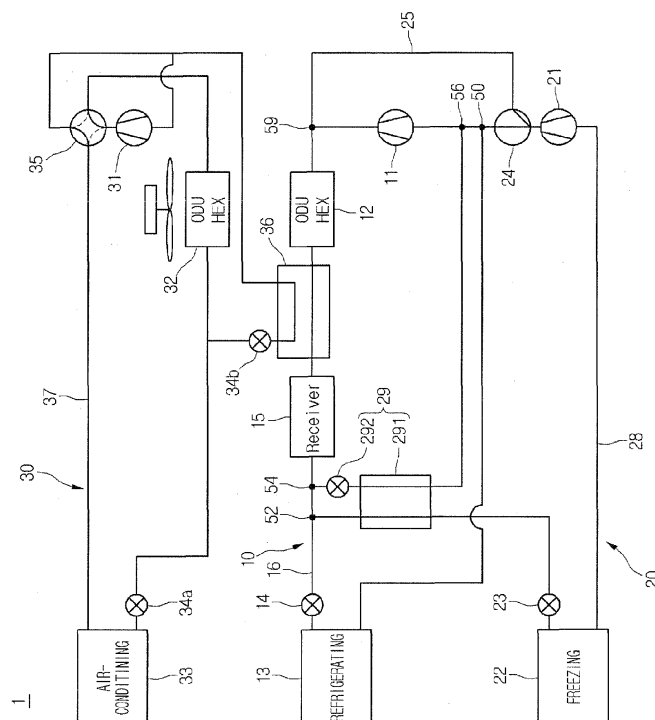 1
30
37
35
31
32
ODU
HEX
AIR-
CONDITINING
33
34a
34b
36
25
59
ODU
HEX
12
11
56
50
21
24
Receiver
15
29
292
291
54
52
10
16
14
REFRIGERATING
13
28
20
23
FREEZING
22